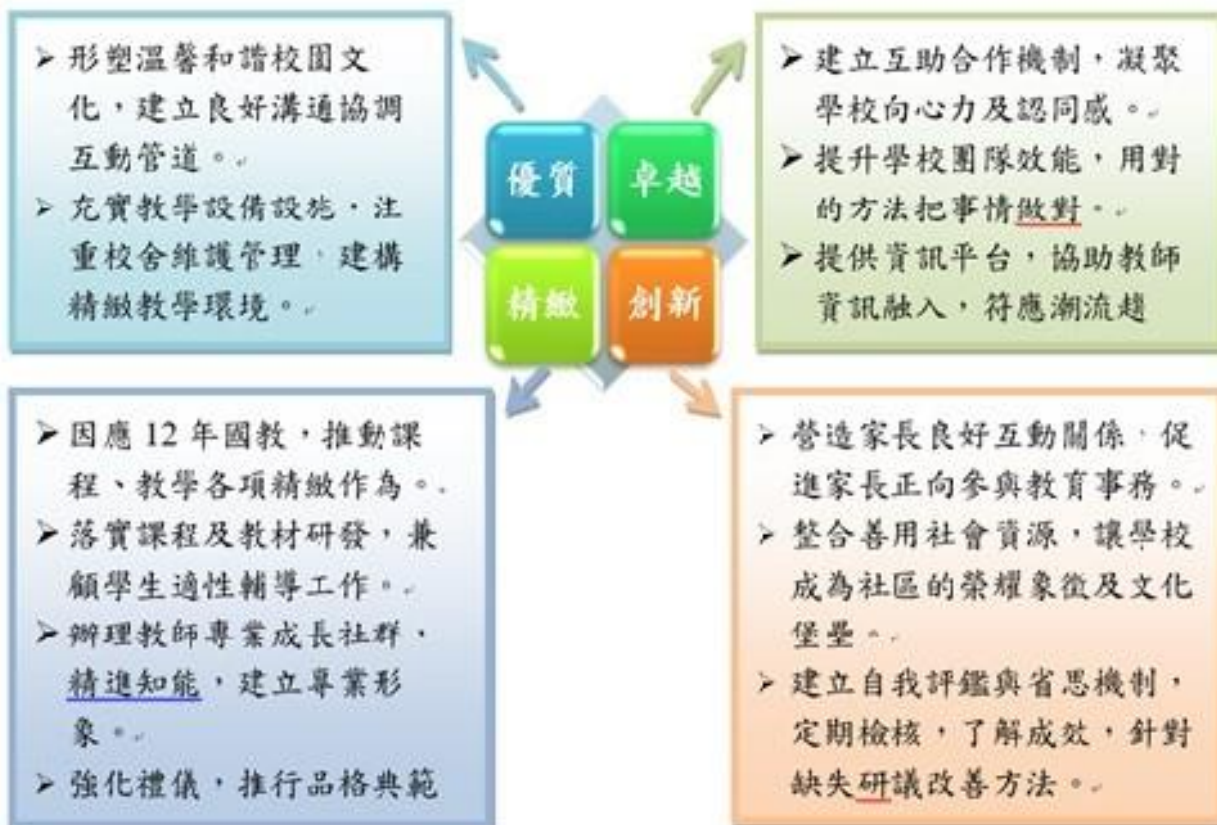 ➢ 形塑溫馨和諧校園文
化，建立良好溝通協調
互動管道。
➢ 充實教學設備設施，注
重校舍維護管理，建構
精緻教學環境。
優質
卓越
精緻
創新
➢ 建立互助合作機制，凝聚
學校向心力及認同感。
➢ 提升學校團隊效能，用對
的方法把事情做對。
➢ 提供資訊平台，協助教師
資訊融入，符應潮流趨
➢ 因應 12 年國教，推動課
程、教學各項精緻作為。
➢ 落實課程及教材研發，兼
顧學生適性輔導工作。
➢ 辦理教師專業成長社群，
精進知能，建立專業形
象。
➢ 強化禮儀，推行品格典範
➢ 營造家長良好互動關係，促
進家長正向參與教育事務。
➢ 整合善用社會資源，讓學校
成為社區的榮耀象徵及文化
堡壘。
➢ 建立自我評鑑與省思機制，
定期檢核，了解成效，針對
缺失研議改善方法。